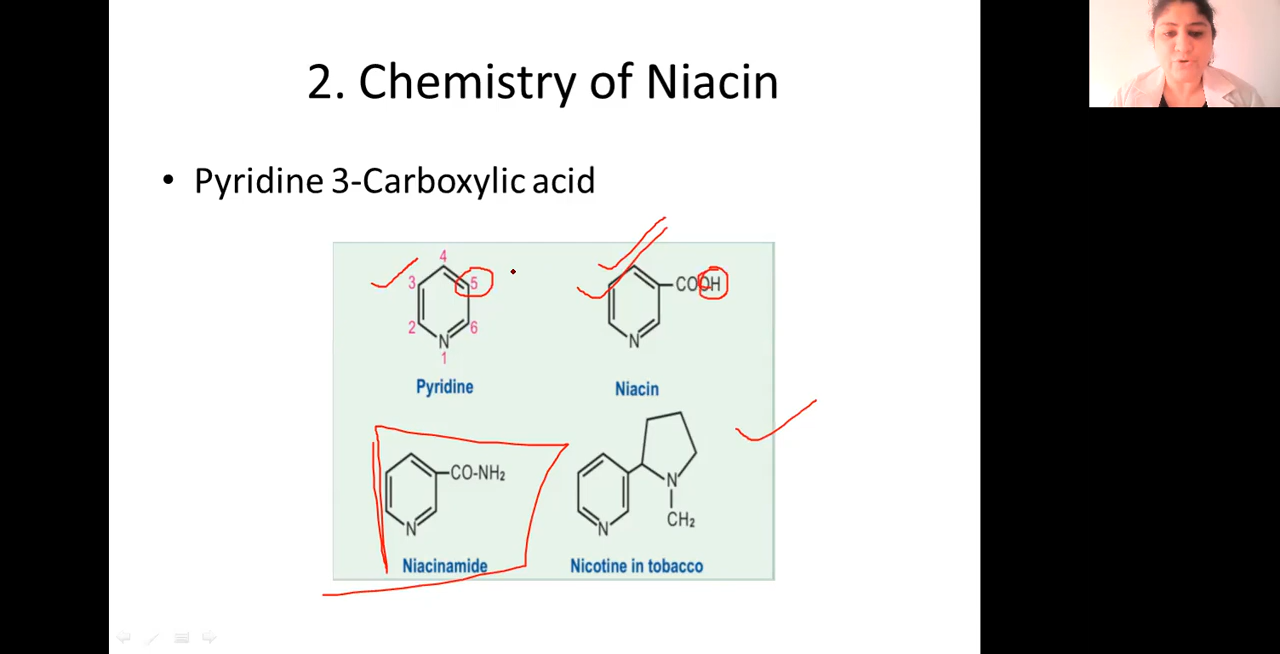 2. Chemistry of Niacin
• Pyridine 3-Carboxylic acid
4
3
5
2
6
N
1
Pyridine
COOH
N
Niacin
CO-NH₂
N
Niacinamide
N
CH₂
N
Nicotine in tobacco